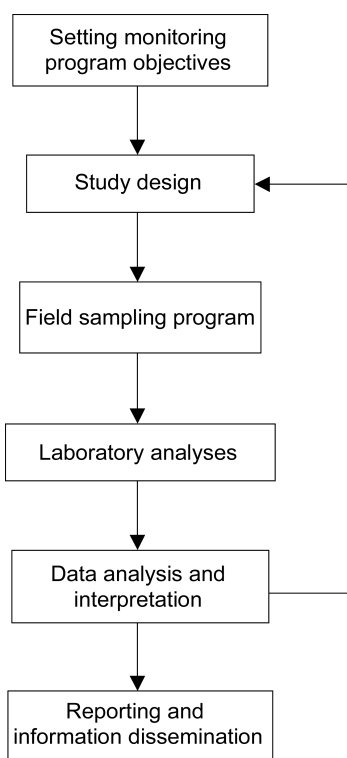 Setting monitoring
program objectives
Study design
Field sampling program
Laboratory analyses
Data analysis and
interpretation
Reporting and
information dissemination